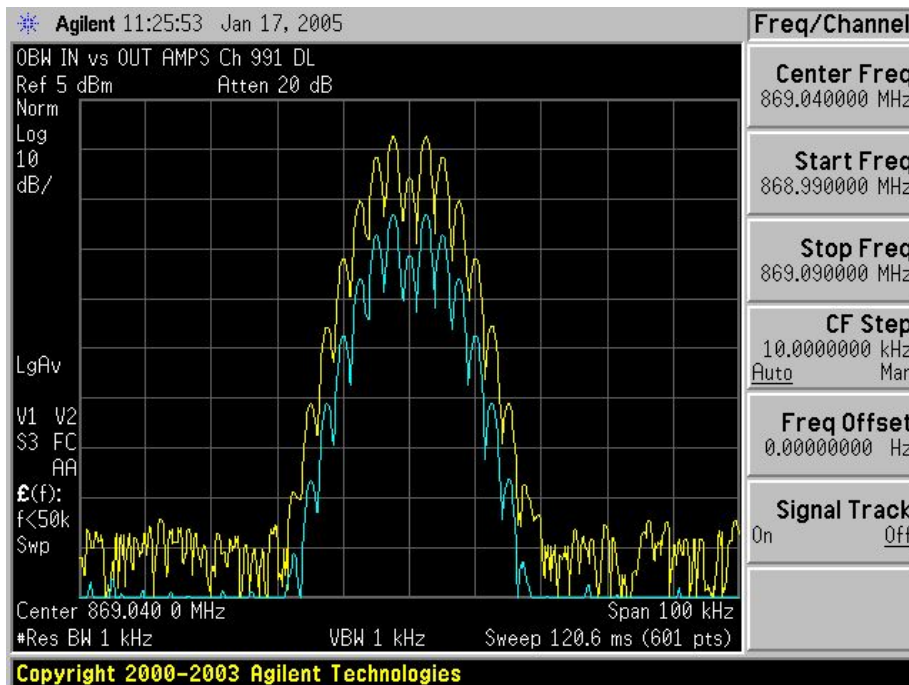 Agilent 11:25:53 Jan 17, 2005
OBW IN vs OUT AMPS Ch 991 DL
Ref 5 dBm Atten 20 dB
Norm
Log
10
dB/
LgAv
V1 V2
S3 FC
AA
£(f):
f<50k
Swp
Center 869.040 0 MHz Span 100 kHz
#Res BW 1 kHz VBW 1 kHz Sweep 120.6 ms (601 pts)
Copyright 2000-2003 Agilent Technologies
Freq/Channel
Center Freq
869.040000 MHz
Start Freq
868.990000 MHz
Stop Freq
869.090000 MHz
CF Step
10.0000000 kHz
Auto Man
Freq Offset
0.00000000 Hz
Signal Track
On Off